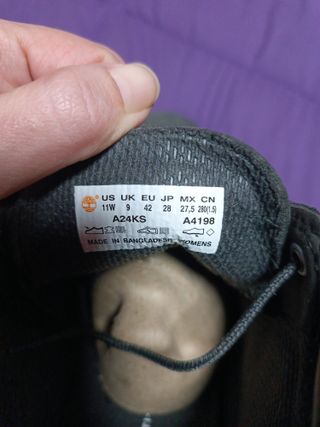 US UK EU JP MX CN
11W 9 42 28 27,5 280(1.5)
A24KS A4198
MADE IN BANGLADESH WOMENS